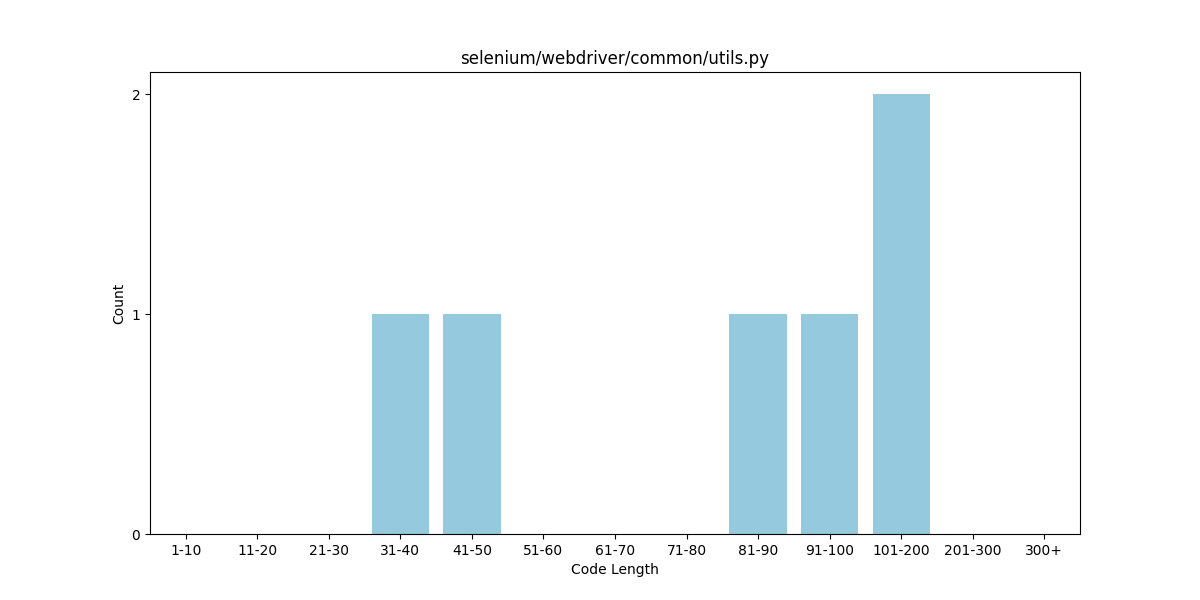 selenium/webdriver/common/utils.py
2
1
0
Count
1-10 11-20 21-30 31-40 41-50 51-60 61-70 71-80 81-90 91-100 101-200 201-300 300+
Code Length